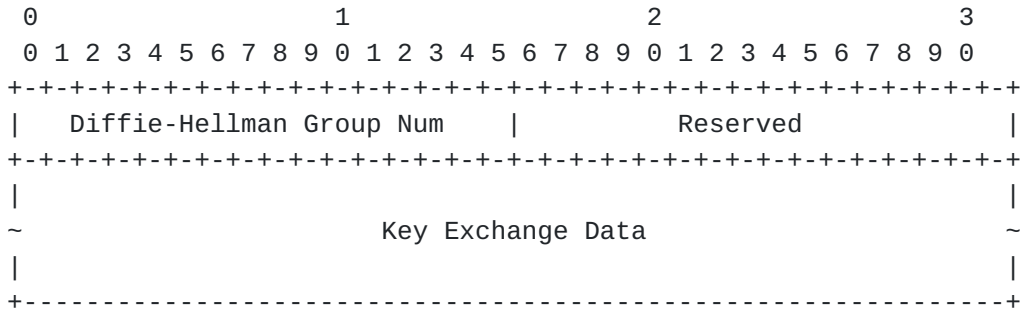 0                   1                   2                   3
 0 1 2 3 4 5 6 7 8 9 0 1 2 3 4 5 6 7 8 9 0 1 2 3 4 5 6 7 8 9 0
+-+-+-+-+-+-+-+-+-+-+-+-+-+-+-+-+-+-+-+-+-+-+-+-+-+-+-+-+-+-+-+-+
|   Diffie-Hellman Group Num    |          Reserved             |
+-+-+-+-+-+-+-+-+-+-+-+-+-+-+-+-+-+-+-+-+-+-+-+-+-+-+-+-+-+-+-+-+
|                                                               |
~                       Key Exchange Data                       ~
|                                                               |
+---------------------------------------------------------------+